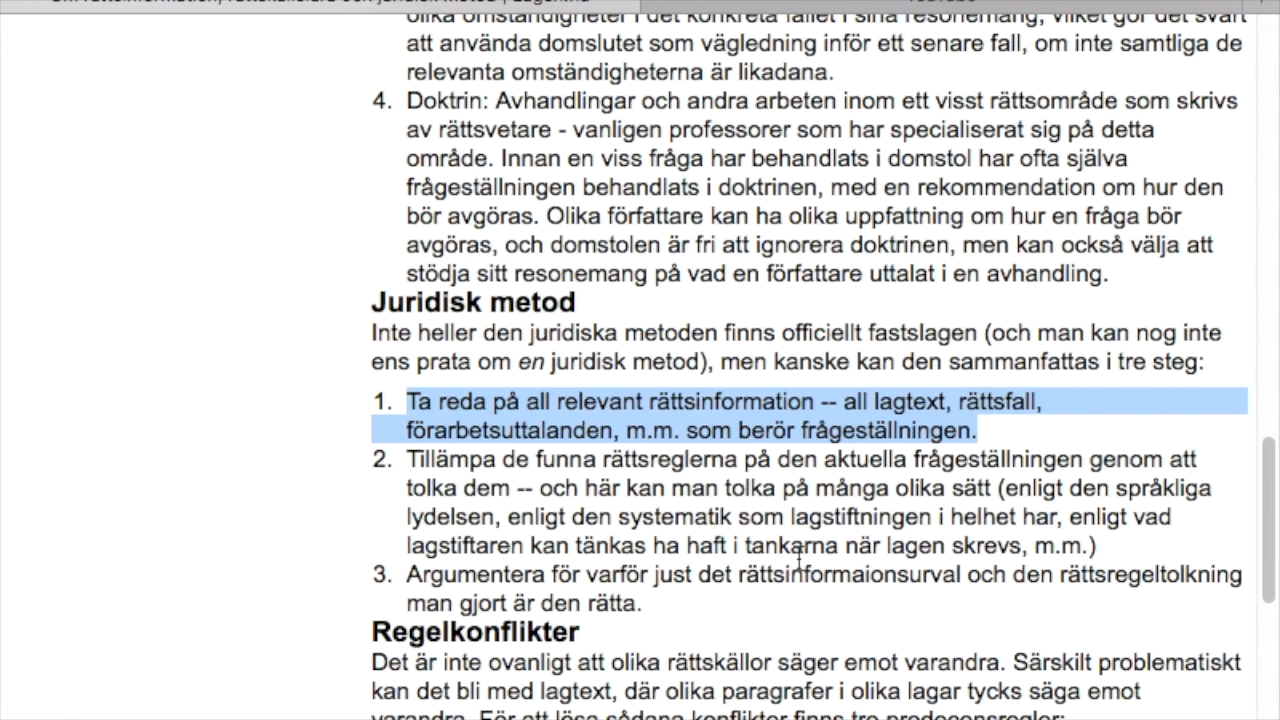 olika omständigheter i det konkreta fallet i sina resonemang, vilket gör det svårt
att använda domslutet som vägledning inför ett senare fall, om inte samtliga de
relevanta omständigheterna är likadana.
4. Doktrin: Avhandlingar och andra arbeten inom ett visst rättsområde som skrivs
av rättsvetare - vanligen professorer som har specialiserat sig på detta
område. Innan en viss fråga har behandlats i domstol har ofta själva
frågeställningen behandlats i doktrinen, med en rekommendation om hur den
bör avgöras. Olika författare kan ha olika uppfattning om hur en fråga bör
avgöras, och domstolen är fri att ignorera doktrinen, men kan också välja att
stödja sitt resonemang på vad en författare uttalat i en avhandling.
Juridisk metod
Inte heller den juridiska metoden finns officiellt fastslagen (och man kan nog inte
ens prata om en juridisk metod), men kanske kan den sammanfattas i tre steg:
1. Ta reda på all relevant rättsinformation -- all lagtext, rättsfall,
förarbetsuttalanden, m.m. som berör frågeställningen.
2. Tillämpa de funna rättsreglerna på den aktuella frågeställningen genom att
tolka dem -- och här kan man tolka på många olika sätt (enligt den språkliga
lydelsen, enligt den systematik som lagstiftningen i helhet har, enligt vad
lagstiftaren kan tänkas ha haft i tankarna när lagen skrevs, m.m.)
3. Argumentera för varför just det rättsinformaionsurval och den rättsregeltolkning
man gjort är den rätta.
Regelkonflikter
Det är inte ovanligt att olika rättskällor säger emot varandra. Särskilt problematiskt
kan det bli med lagtext, där olika paragrafer i olika lagar tycks säga emot
varandra. För att lösa sådana konflikter finns tre